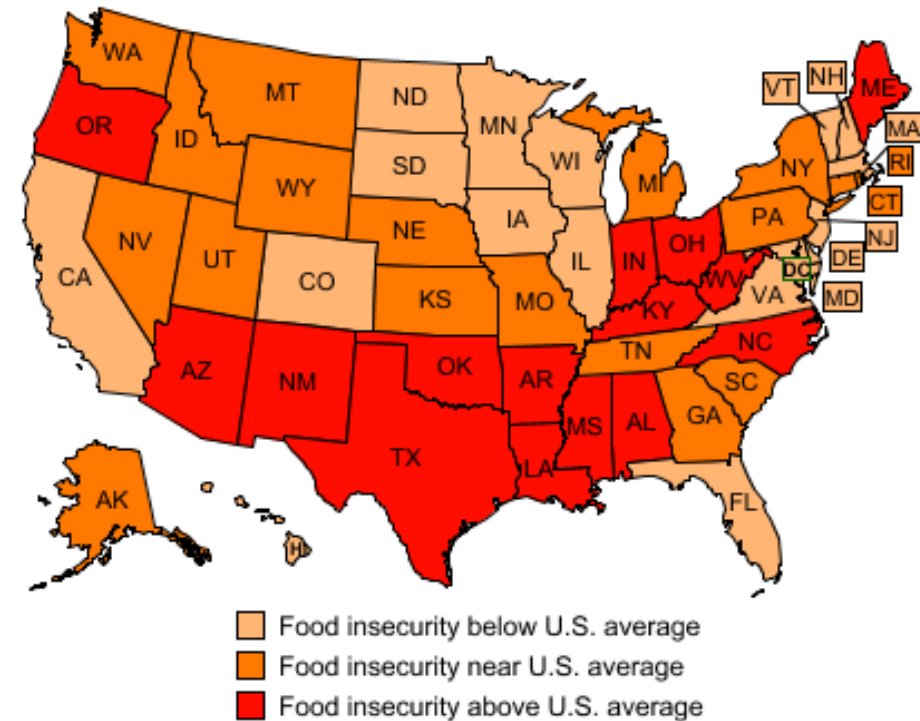 WA
MT
ND
MN
VT
NH
ME
OR
ID
SD
WI
MI
NY
MA
RI
WY
IA
PA
CT
NV
NE
NJ
UT
CO
IL
IN
OH
DE
CA
KS
MO
WV
DC
VA
MD
KY
AZ
NM
OK
AR
TN
NC
SC
TX
LA
MS
AL
GA
FL
AK
H
Food insecurity below U.S. average
Food insecurity near U.S. average
Food insecurity above U.S. average